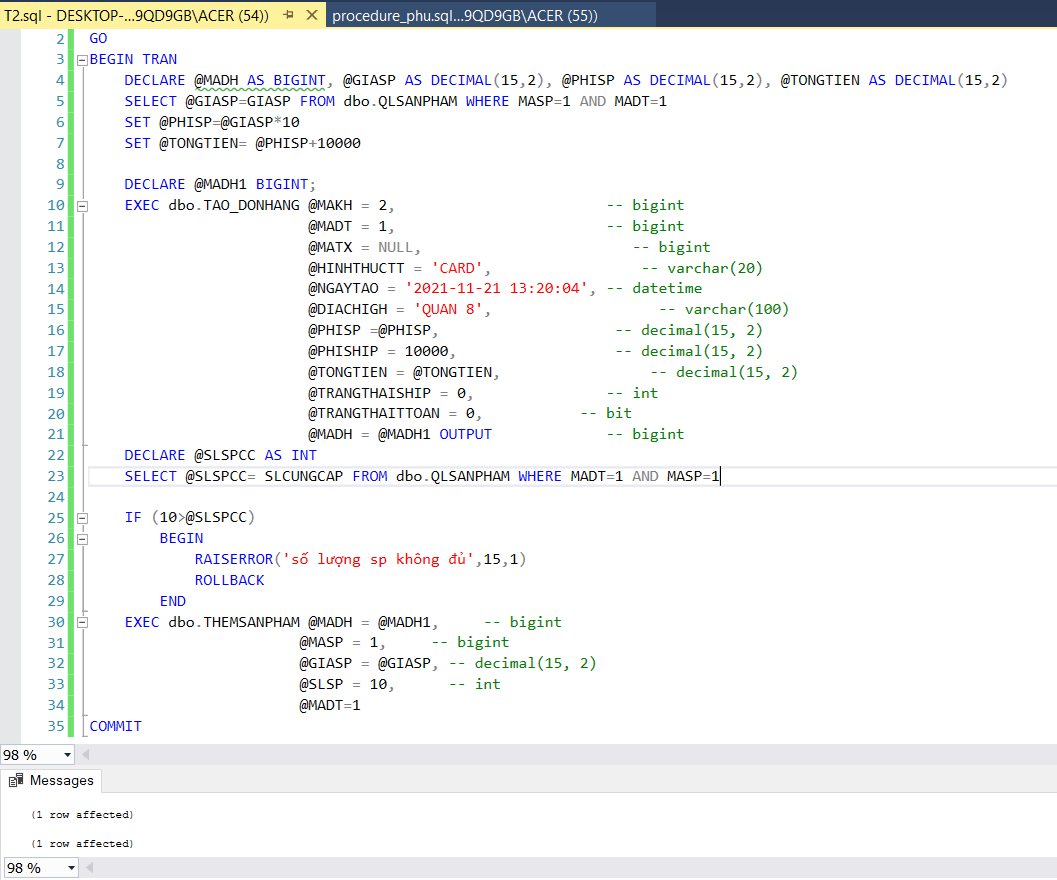 T2.sql - DESKTOP-...9QD9GB\ACER (54)) procedure_phu.sql...9QD9GB\ACER (55))
2 GO
3 BEGIN TRAN
4 DECLARE @MADH AS BIGINT, @GIASP AS DECIMAL(15,2), @PHISP AS DECIMAL(15,2), @TONGTIEN AS DECIMAL(15,2)
5 SELECT @GIASP=GIASP FROM dbo.QLSANPHAM WHERE MASP=1 AND MADT=1
6 SET @PHISP=@GIASP*10
7 SET @TONGTIEN= @PHISP+10000
8
9 DECLARE @MADH1 BIGINT;
10 EXEC dbo.TAO_DONHANG @MAKH = 2, -- bigint
11 @MADT = 1, -- bigint
12 @MATX = NULL, -- bigint
13 @HINHTHUCTT = 'CARD', -- varchar(20)
14 @NGAYTAO = '2021-11-21 13:20:04', -- datetime
15 @DIACHIGH = 'QUAN 8', -- varchar(100)
16 @PHISP =@PHISP, -- decimal(15, 2)
17 @PHISHIP = 10000, -- decimal(15, 2)
18 @TONGTIEN = @TONGTIEN, -- decimal(15, 2)
19 @TRANGTHAISHIP = 0, -- int
20 @TRANGTHAITTOAN = 0, -- bit
21 @MADH = @MADH1 OUTPUT -- bigint
22 DECLARE @SLSPCC AS INT
23 SELECT @SLSPCC= SLCUNGCAP FROM dbo.QLSANPHAM WHERE MADT=1 AND MASP=1
24
25 IF (10>@SLSPCC)
26 BEGIN
27 RAISERROR('số lượng sp không đủ',15,1)
28 ROLLBACK
29 END
30 EXEC dbo.THEMSANPHAM @MADH = @MADH1, -- bigint
31 @MASP = 1, -- bigint
32 @GIASP = @GIASP, -- decimal(15, 2)
33 @SLSP = 10, -- int
34 @MADT=1
35 COMMIT
98 %
Messages
(1 row affected)
(1 row affected)
98 %